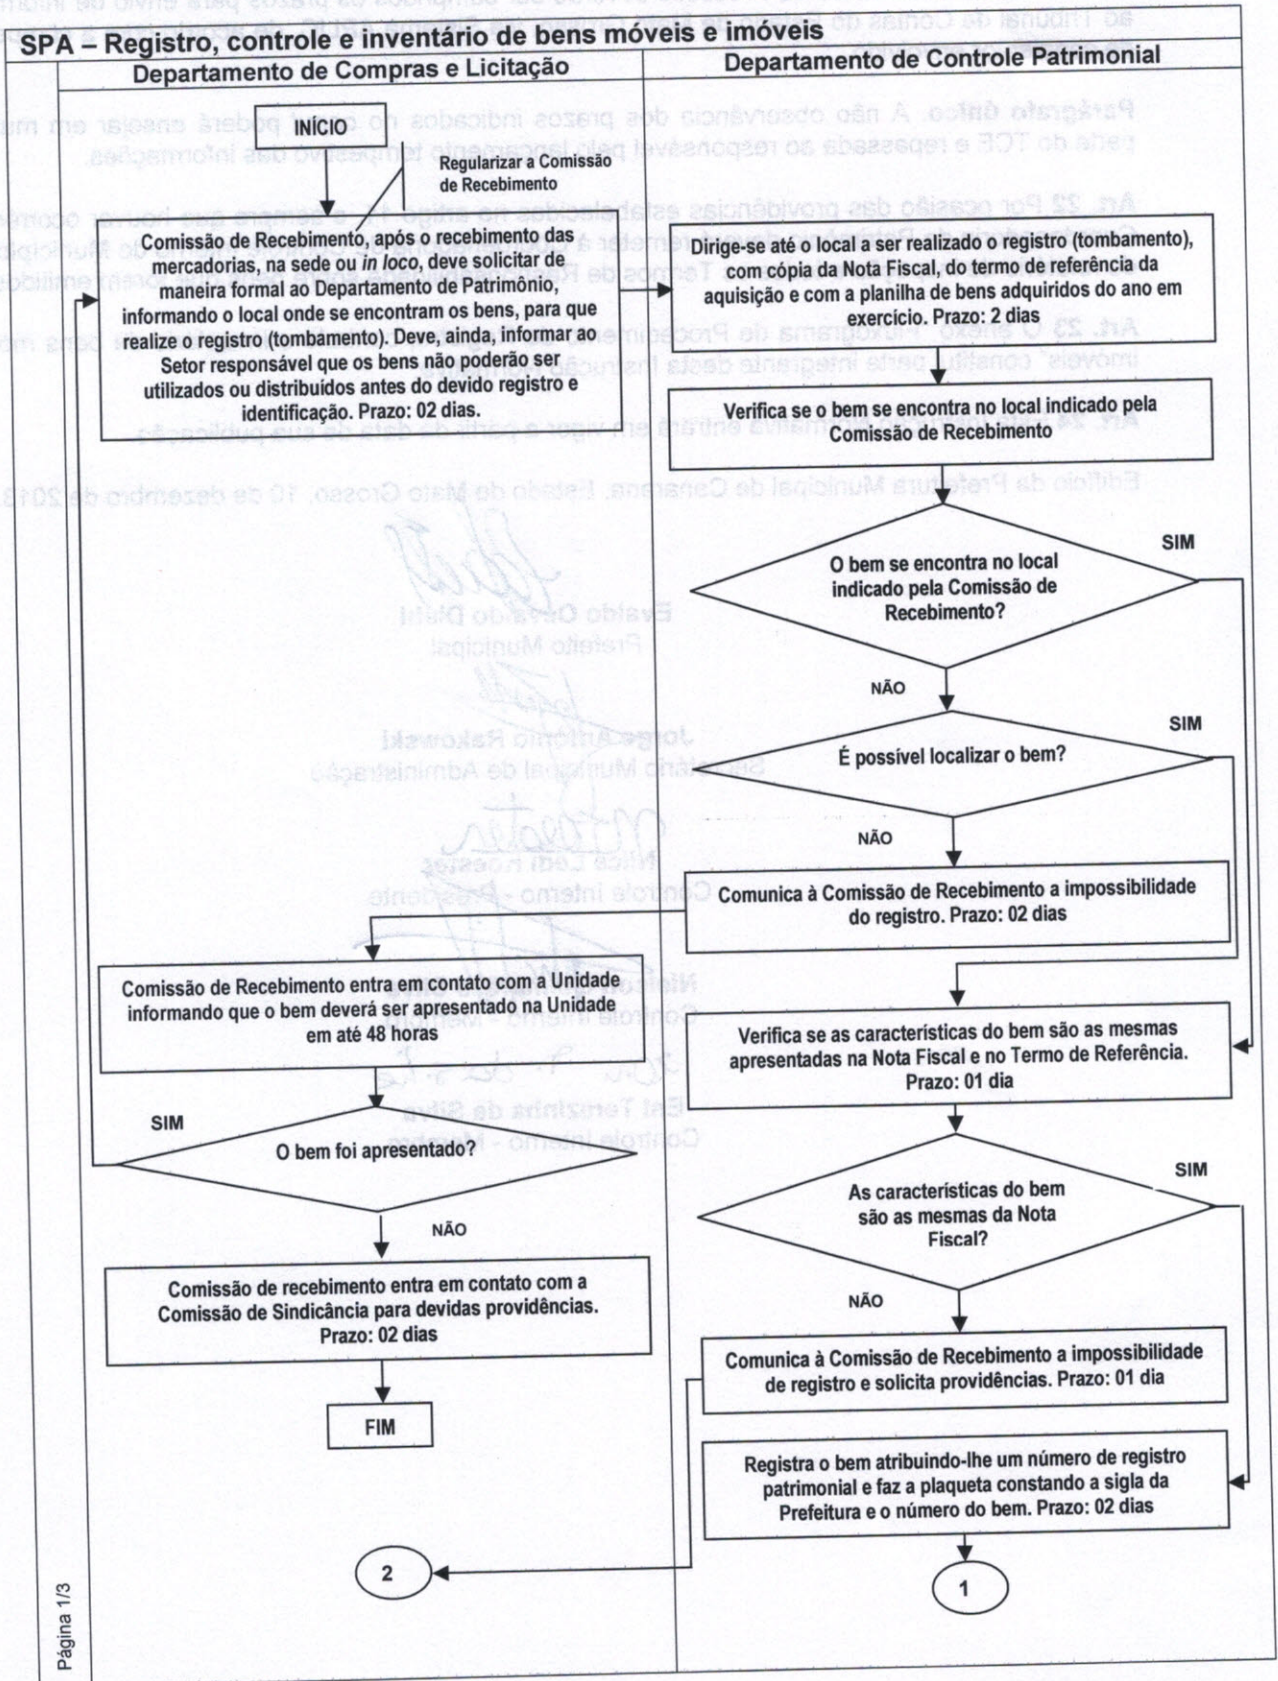 SPA – Registro, controle e inventário de bens móveis e imóveis
Departamento de Compras e Licitação
Departamento de Controle Patrimonial
INÍCIO
Regularizar a Comissão
de Recebimento
Comissão de Recebimento, após o recebimento das
mercadorias, na sede ou in loco, deve solicitar de
maneira formal ao Departamento de Patrimônio,
informando o local onde se encontram os bens, para que
realize o registro (tombamento). Deve, ainda, informar ao
Setor responsável que os bens não poderão ser
utilizados ou distribuídos antes do devido registro e
identificação. Prazo: 02 dias.
Dirige-se até o local a ser realizado o registro (tombamento),
com cópia da Nota Fiscal, do termo de referência da
aquisição e com a planilha de bens adquiridos do ano em
exercício. Prazo: 2 dias
Verifica se o bem se encontra no local indicado pela
Comissão de Recebimento
O bem se encontra no local
indicado pela Comissão de
Recebimento?
SIM
NÃO
É possível localizar o bem?
SIM
NÃO
Comunica à Comissão de Recebimento a impossibilidade
do registro. Prazo: 02 dias
Comissão de Recebimento entra em contato com a Unidade
informando que o bem deverá ser apresentado na Unidade
em até 48 horas
Verifica se as características do bem são as mesmas
apresentadas na Nota Fiscal e no Termo de Referência.
Prazo: 01 dia
SIM
O bem foi apresentado?
NÃO
As características do bem
são as mesmas da Nota
Fiscal?
SIM
NÃO
Comissão de recebimento entra em contato com a
Comissão de Sindicância para devidas providências.
Prazo: 02 dias
FIM
Comunica à Comissão de Recebimento a impossibilidade
de registro e solicita providências. Prazo: 01 dia
Registra o bem atribuindo-lhe um número de registro
patrimonial e faz a plaqueta constando a sigla da
Prefeitura e o número do bem. Prazo: 02 dias
2
1
Página 1/3